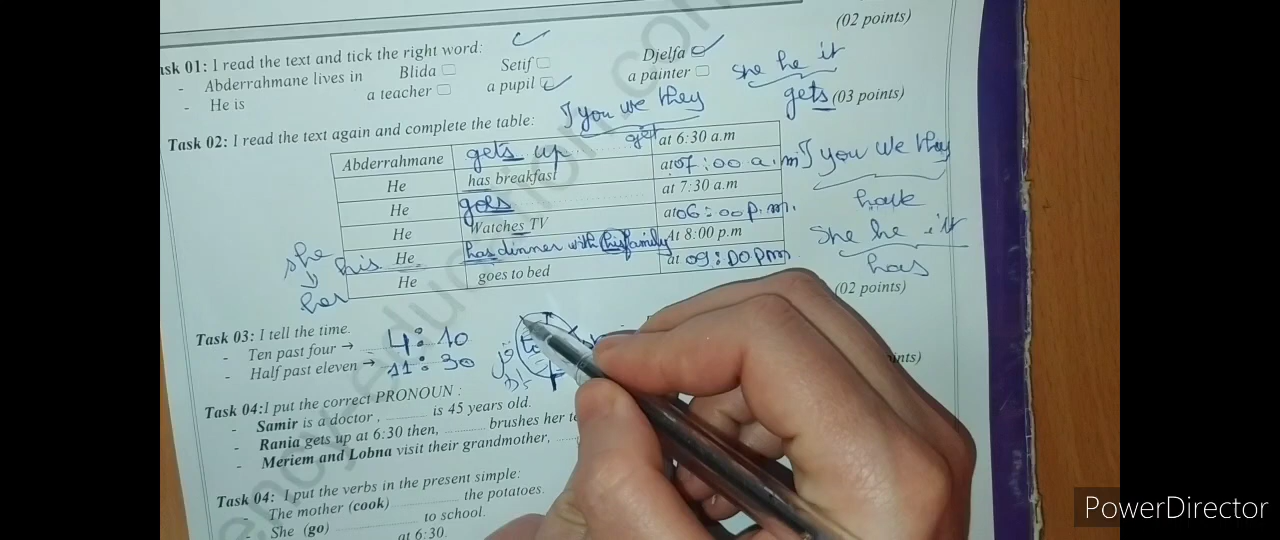 (02 points)
ask 01: I read the text and tick the right word:
- Abderrahmane lives in Blida Setif Djelfa
- He is a teacher a pupil a painter
she he it
gets (03 points)
Task 02: I read the text again and complete the table:
I you we they
get
Abderrahmane gets up at 6:30 a.m
He has breakfast at 07:00 a.m
He goes at 7:30 a.m
He Watches TV at 06:00 p.m.
He has dinner with his family At 8:00 p.m
He goes to bed at 09:00 pm
I you we they
have
she he it
has
she
his
her
(02 points)
Task 03: I tell the time.
- Ten past four → 4:10
- Half past eleven → 11:30
to
ints)
Task 04:I put the correct PRONOUN :
- Samir is a doctor , ........ is 45 years old.
- Rania gets up at 6:30 then, ........ brushes her te
- Meriem and Lobna visit their grandmother,
Task 04: I put the verbs in the present simple:
- The mother (cook) the potatoes.
- She (go) to school.
at 6:30.
endyseducation.com
PowerDirector